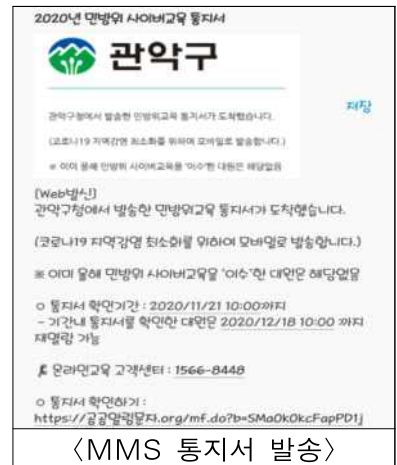 2020년 민방위 사이버교육 통지서
관악구
관악구청에서 발송한 민방위교육 통지서가 도착했습니다.
저장
(코로나19 지역감염 최소화를 위하여 모바일로 발송합니다.)
※ 이미 올해 민방위 사이버교육을 '이수'한 대원은 해당없음
[Web발신]
관악구청에서 발송한 민방위교육 통지서가 도착했습니다.
(코로나19 지역감염 최소화를 위하여 모바일로 발송합니다.)
※ 이미 올해 민방위 사이버교육을 '이수'한 대원은 해당없음
○ 통지서 확인기간 : 2020/11/21 10:00까지
- 기간내 통지서를 확인한 대원은 2020/12/18 10:00 까지
재열람 가능
온라인교육 고객센터 : 1566-8448
○ 통지서 확인하기 :
https://공공알림문자.org/mf.do?b=SMaOkOkcFapPD1j
〈MMS 통지서 발송〉